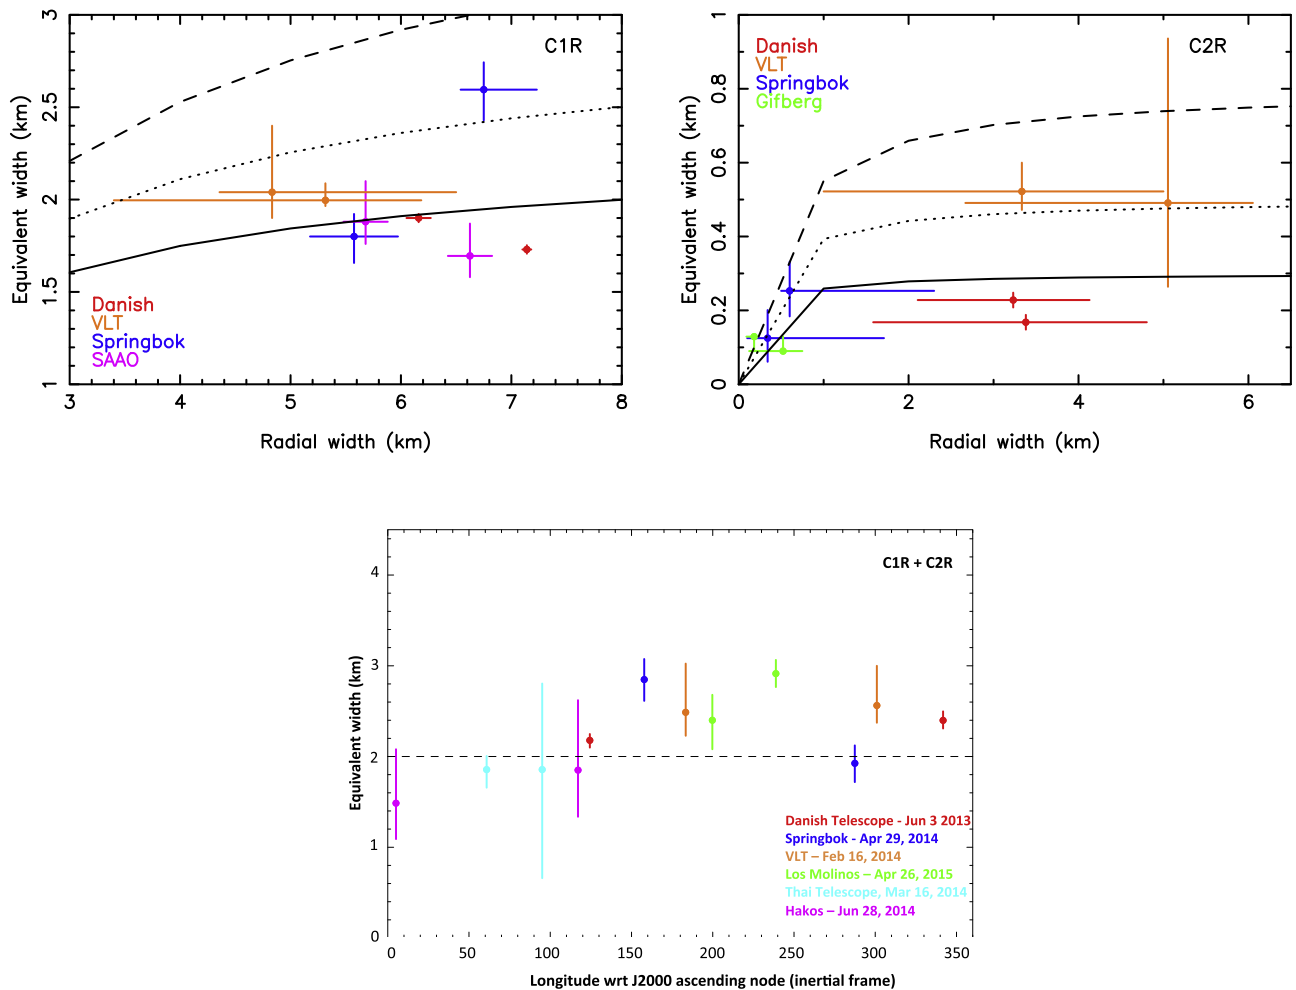 C1R
Equivalent width (km)
3
2.5
2
1.5
1
Danish
VLT
Springbok
SAAO
3 4 5 6 7 8
Radial width (km)
C2R
Equivalent width (km)
1
0.8
0.6
0.4
0.2
0
Danish
VLT
Springbok
Gifberg
0 2 4 6
Radial width (km)
C1R + C2R
Equivalent width (km)
4
3
2
1
0
Danish Telescope - Jun 3 2013
Springbok - Apr 29, 2014
VLT – Feb 16, 2014
Los Molinos – Apr 26, 2015
Thai Telescope, Mar 16, 2014
Hakos – Jun 28, 2014
0 50 100 150 200 250 300 350
Longitude wrt J2000 ascending node (inertial frame)